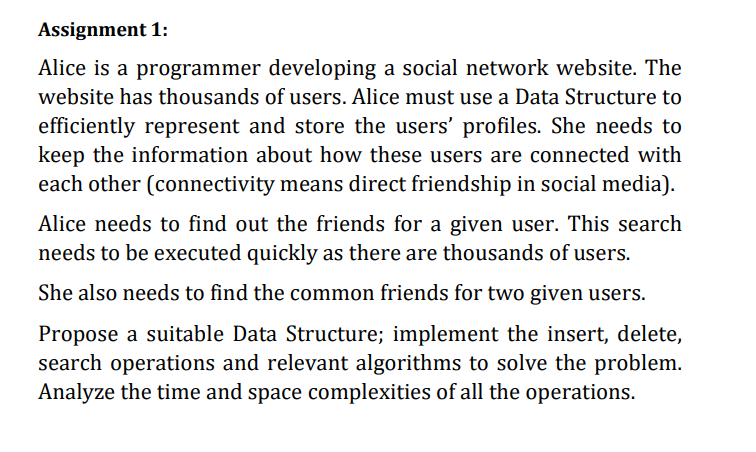 Assignment 1:
Alice is a programmer developing a social network website. The
website has thousands of users. Alice must use a Data Structure to
efficiently represent and store the users’ profiles. She needs to
keep the information about how these users are connected with
each other (connectivity means direct friendship in social media).
Alice needs to find out the friends for a given user. This search
needs to be executed quickly as there are thousands of users.
She also needs to find the common friends for two given users.
Propose a suitable Data Structure; implement the insert, delete,
search operations and relevant algorithms to solve the problem.
Analyze the time and space complexities of all the operations.